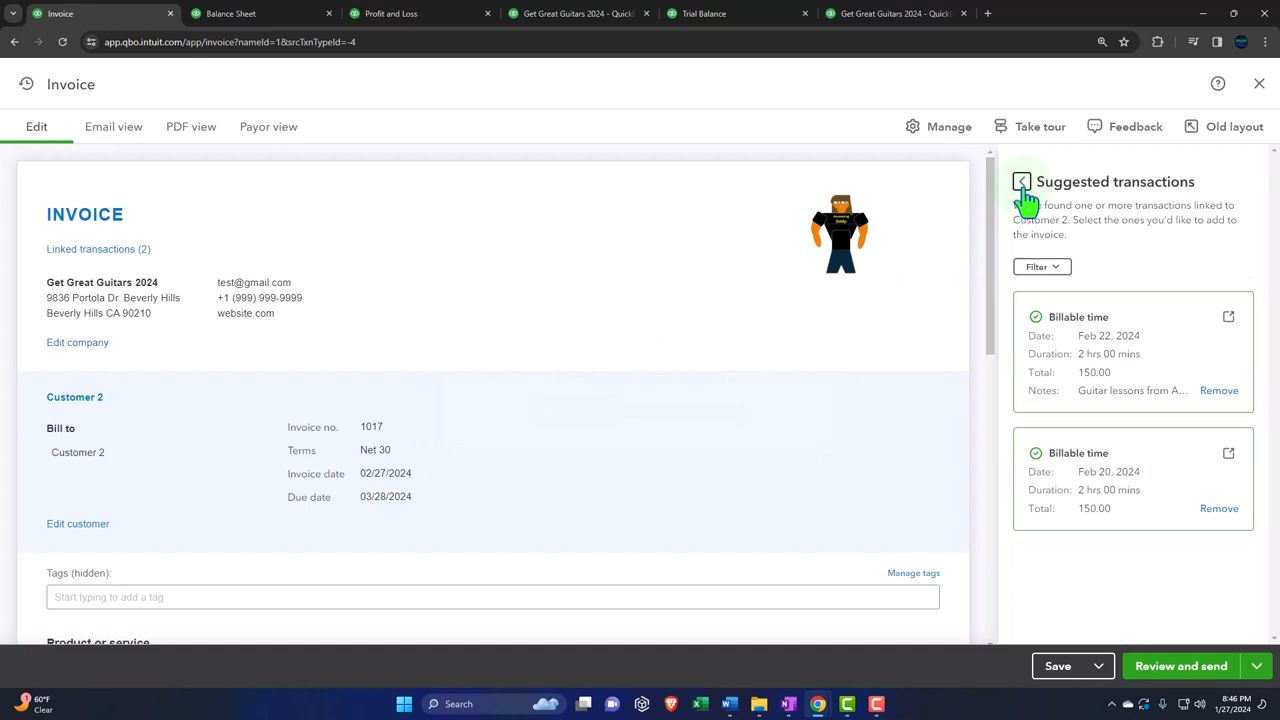 Invoice
Balance Sheet
Profit and Loss
Get Great Guitars 2024 - Quick
Trial Balance
Get Great Guitars 2024 - Quick
app.qbo.intuit.com/app/invoice?nameId=1&srcTxnTypeId=-4
Invoice
Edit
Email view
PDF view
Payor view
Manage
Take tour
Feedback
Old layout
INVOICE
Linked transactions (2)
Get Great Guitars 2024
test@gmail.com
9836 Portola Dr. Beverly Hills
+1 (999) 999-9999
Beverly Hills CA 90210
website.com
Edit company
Customer 2
Bill to
Customer 2
Invoice no. 1017
Terms Net 30
Invoice date 02/27/2024
Due date 03/28/2024
Edit customer
Tags (hidden):
Manage tags
Start typing to add a tag
Product or service
Suggested transactions
found one or more transactions linked to
Customer 2. Select the ones you'd like to add to
the invoice.
Filter
Billable time
Date: Feb 22, 2024
Duration: 2 hrs 00 mins
Total: 150.00
Notes: Guitar lessons from A... Remove
Billable time
Date: Feb 20, 2024
Duration: 2 hrs 00 mins
Total: 150.00 Remove
Save
Review and send
60°F
Clear
Search
8:46 PM
1/27/2024